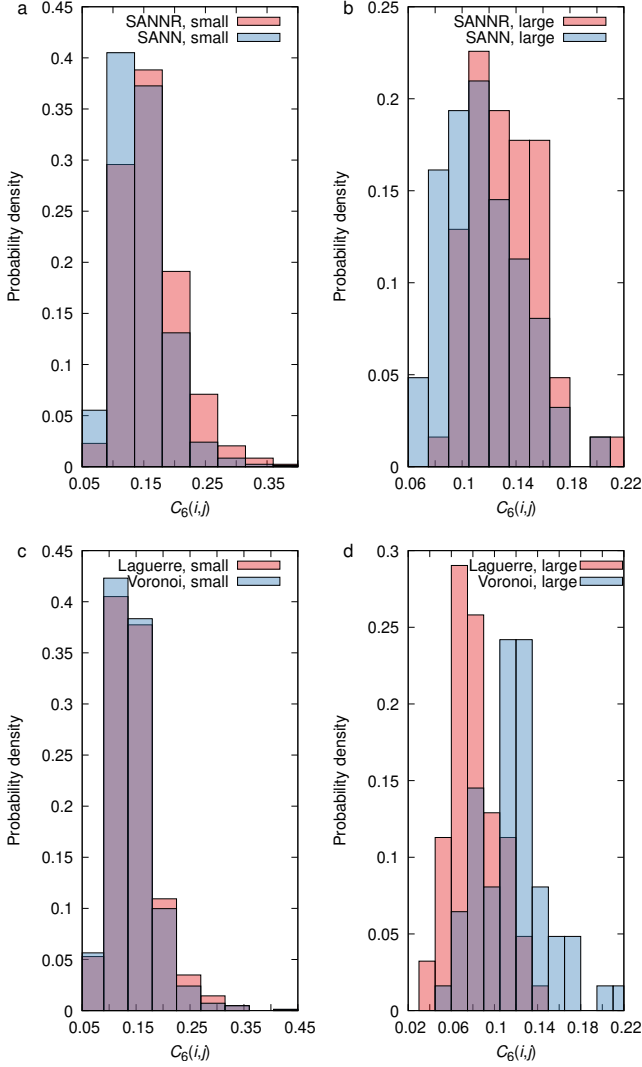 a
SANNR, small
SANN, small
Probability density
0.45
0.4
0.35
0.3
0.25
0.2
0.15
0.1
0.05
0
0.05 0.15 0.25 0.35
C6(i,j)
b
SANNR, large
SANN, large
Probability density
0.25
0.2
0.15
0.1
0.05
0
0.06 0.1 0.14 0.18 0.22
C6(i,j)
c
Laguerre, small
Voronoi, small
Probability density
0.45
0.4
0.35
0.3
0.25
0.2
0.15
0.1
0.05
0
0.05 0.15 0.25 0.35 0.45
C6(i,j)
d
Laguerre, large
Voronoi, large
Probability density
0.3
0.25
0.2
0.15
0.1
0.05
0
0.02 0.06 0.1 0.14 0.18 0.22
C6(i,j)